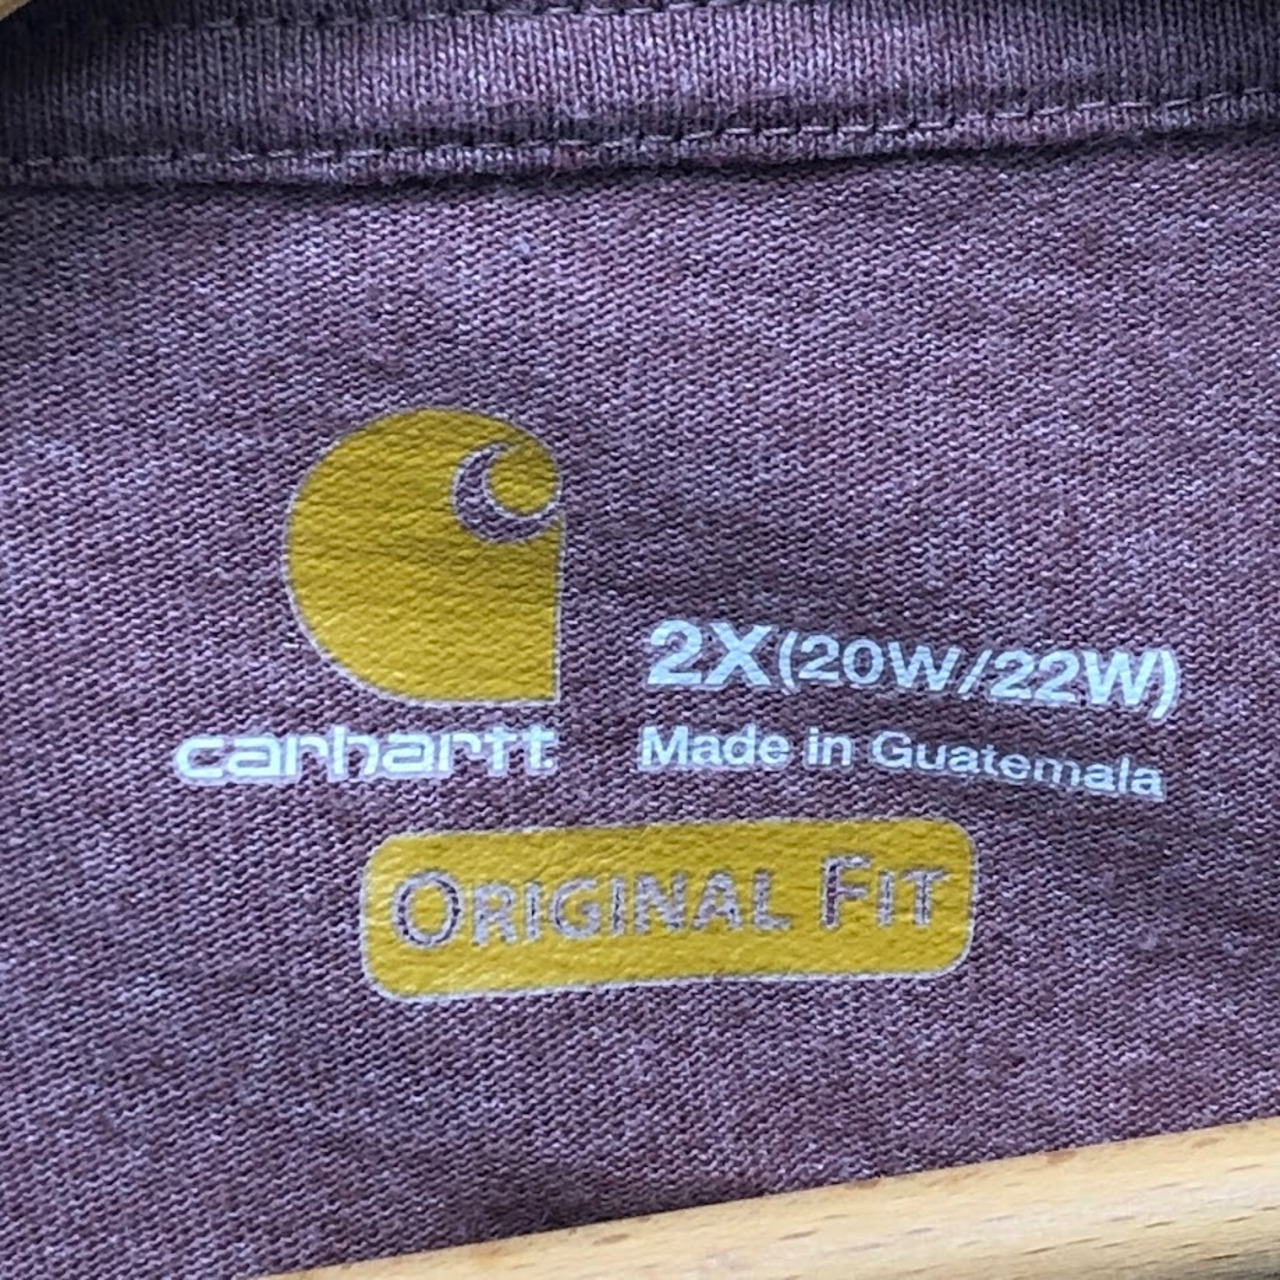 carhartt
2X(20W/22W)
Made in Guatemala
ORIGINAL FIT